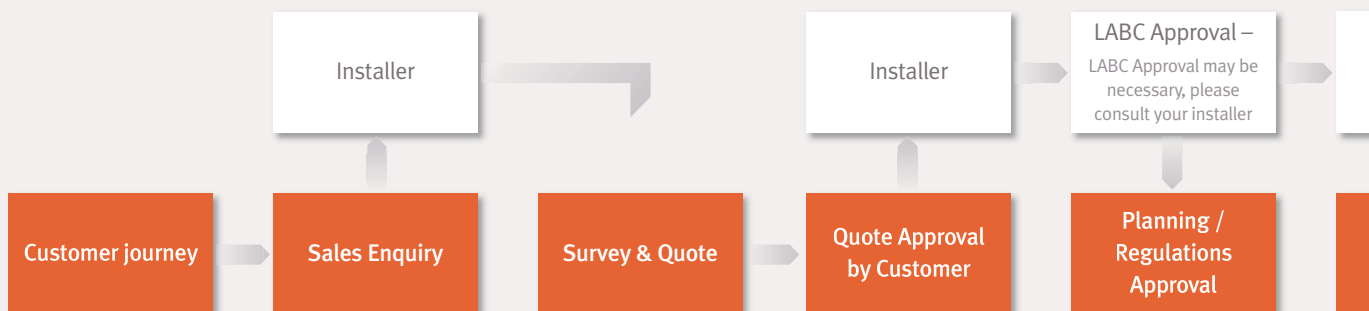 Installer
Installer
LABC Approval –
LABC Approval may be
necessary, please
consult your installer
Customer journey
Sales Enquiry
Survey & Quote
Quote Approval
by Customer
Planning /
Regulations
Approval